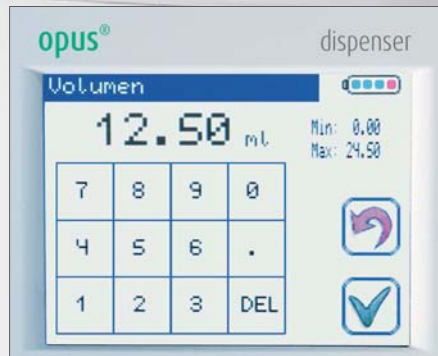 opus® dispenser
Volumen
12.50 ml
Min: 0.00
Max: 24.50
7 8 9 0
4 5 6 .
1 2 3 DEL